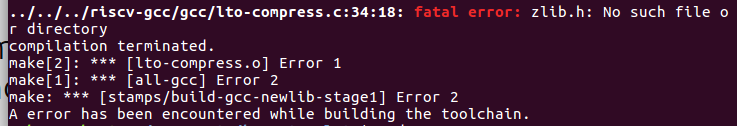 ../../../riscv-gcc/gcc/lto-compress.c:34:18: fatal error: zlib.h: No such file o
r directory
compilation terminated.
make[2]: *** [lto-compress.o] Error 1
make[1]: *** [all-gcc] Error 2
make: *** [stamps/build-gcc-newlib-stage1] Error 2
A error has been encountered while building the toolchain.